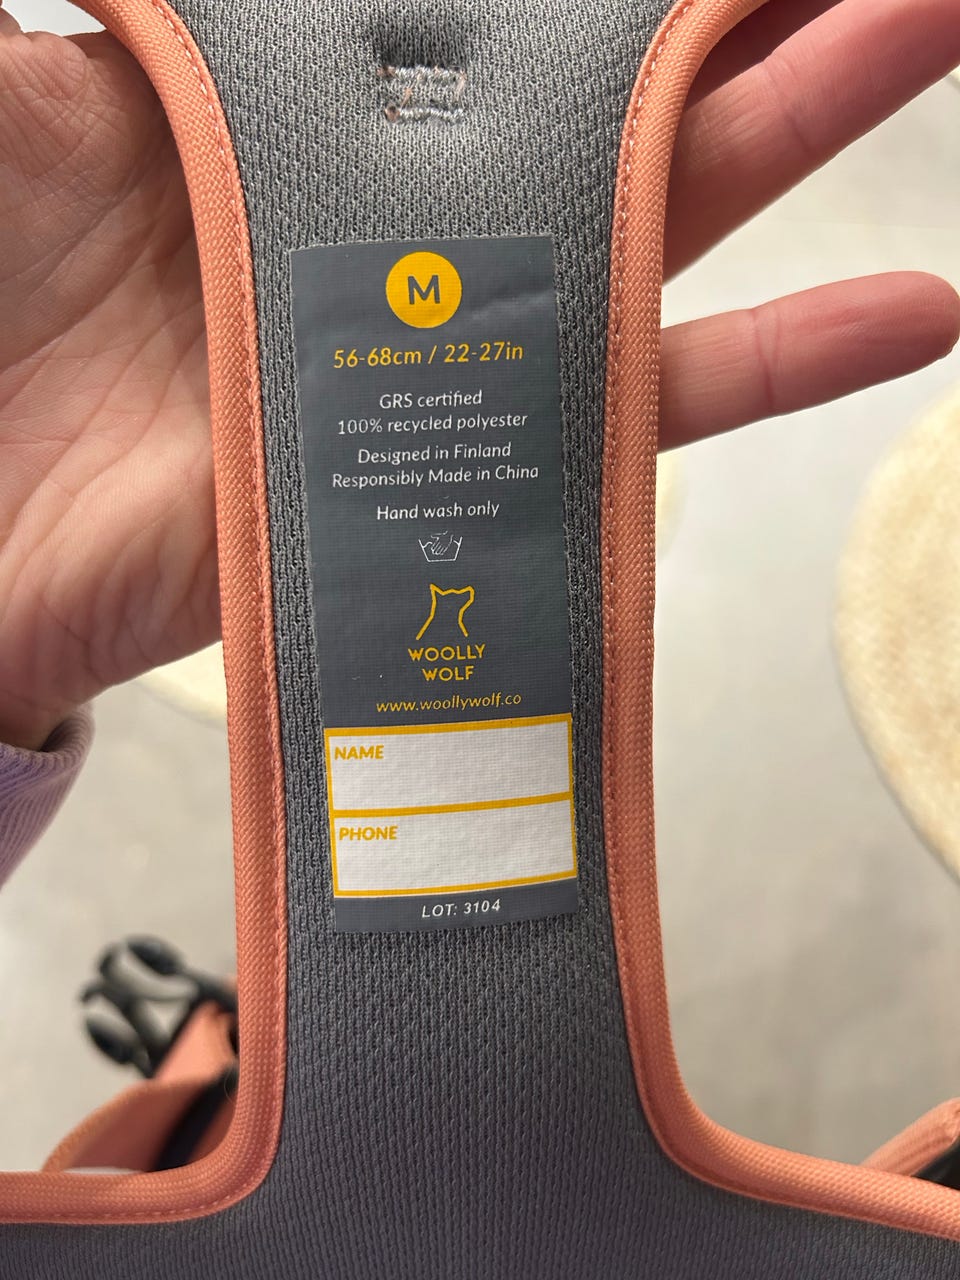 M
56-68cm / 22-27in
GRS certified
100% recycled polyester
Designed in Finland
Responsibly Made in China
Hand wash only
WOOLLY
WOLF
www.woollywolf.co
NAME
PHONE
LOT: 3104